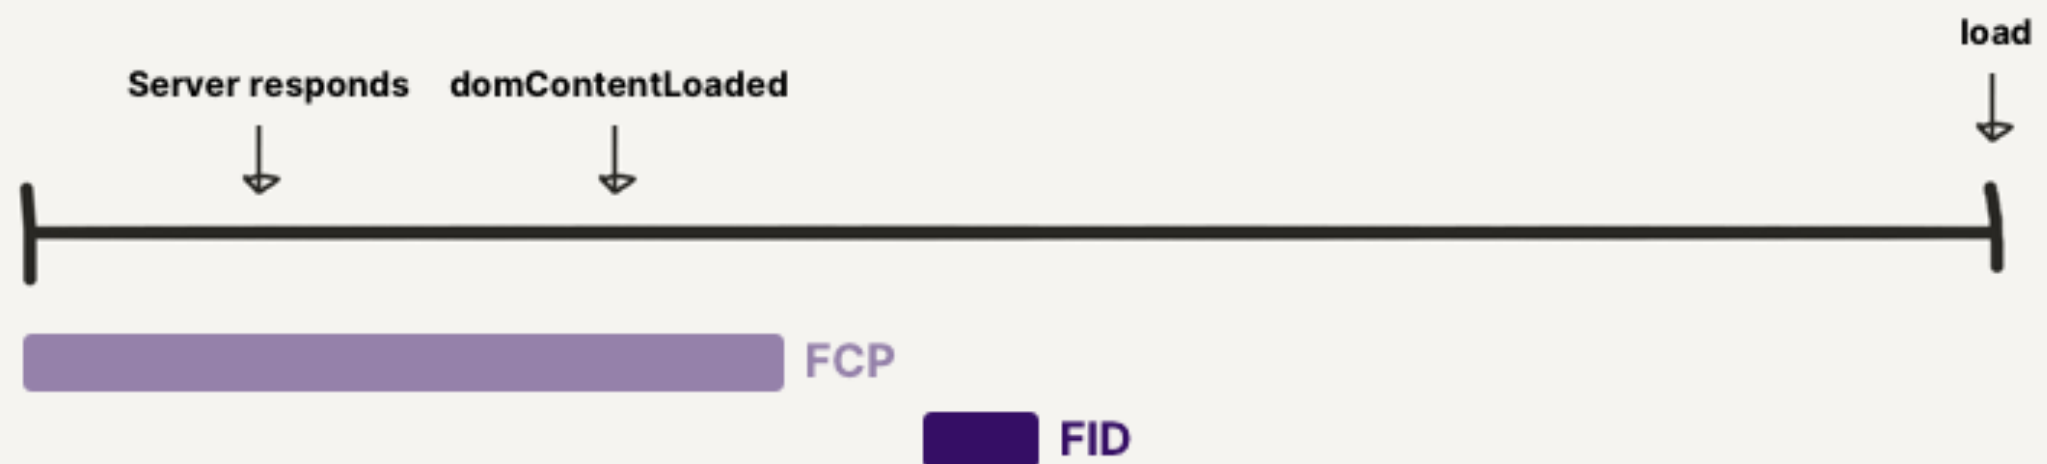 load
Server responds
domContentLoaded
FCP
FID